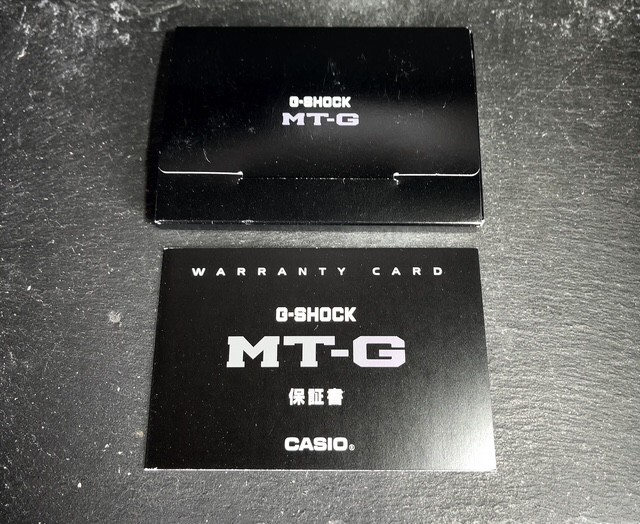 G-SHOCK
MT-G
WARRANTY CARD
G-SHOCK
MT-G
保証書
CASIO®